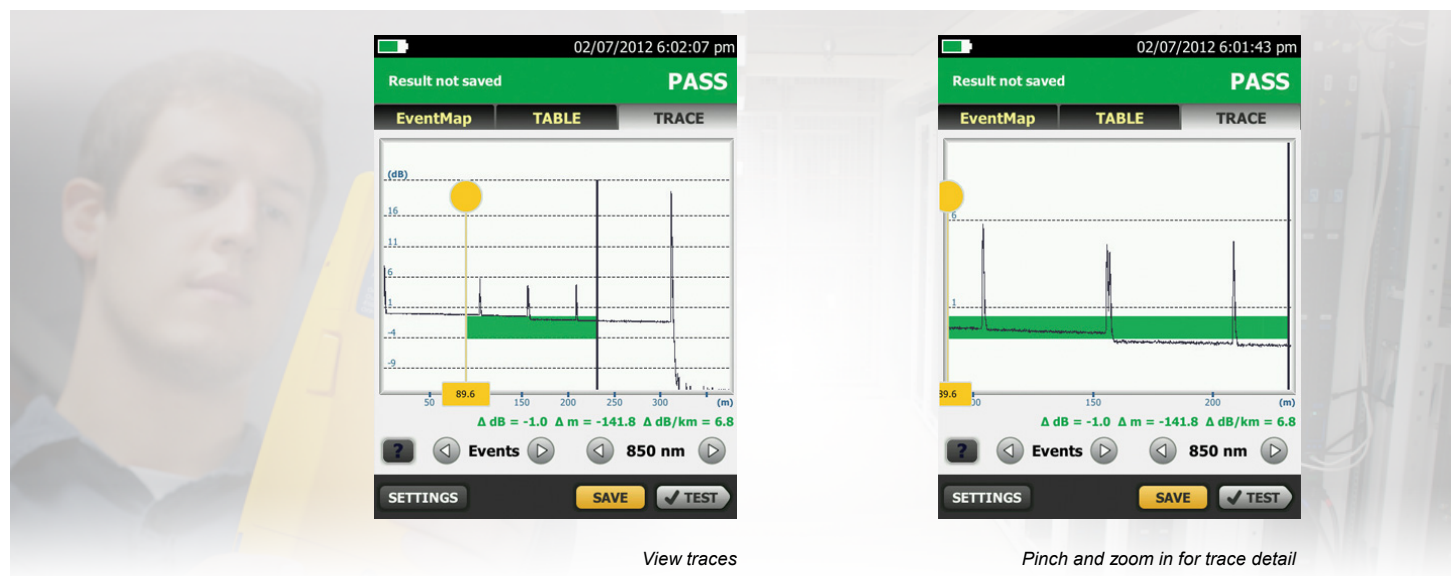 02/07/2012 6:02:07 pm
Result not saved PASS
EventMap TABLE TRACE
(dB)
16
11
6
1
-4
-9
89.6
50 150 200 250 300 (m)
Δ dB = -1.0 Δ m = -141.8 Δ dB/km = 6.8
? Events 850 nm
SETTINGS SAVE TEST
View traces
02/07/2012 6:01:43 pm
Result not saved PASS
EventMap TABLE TRACE
6
1
39.6
00 150 200 (m)
Δ dB = -1.0 Δ m = -141.8 Δ dB/km = 6.8
? Events 850 nm
SETTINGS SAVE TEST
Pinch and zoom in for trace detail